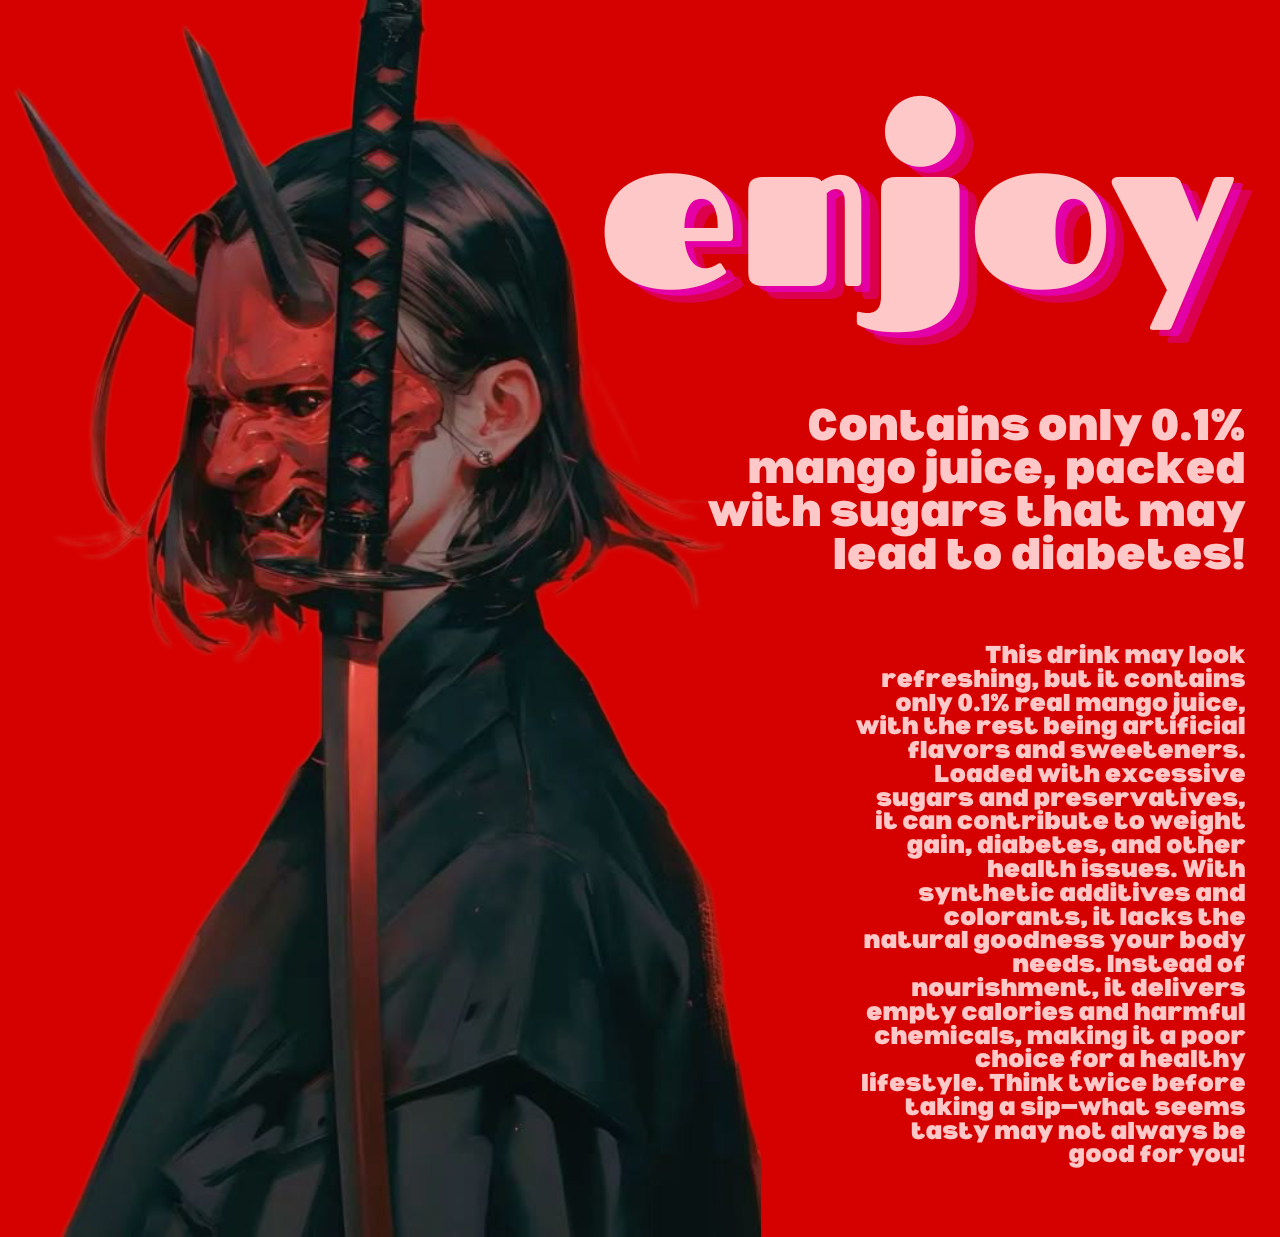 enjoy
Contains only 0.1%
mango juice, packed
with sugars that may
lead to diabetes!
This drink may look
refreshing, but it contains
only 0.1% real mango juice,
with the rest being artificial
flavors and sweeteners.
Loaded with excessive
sugars and preservatives,
it can contribute to weight
gain, diabetes, and other
health issues. With
synthetic additives and
colorants, it lacks the
natural goodness your body
needs. Instead of
nourishment, it delivers
empty calories and harmful
chemicals, making it a poor
choice for a healthy
lifestyle. Think twice before
taking a sip—what seems
tasty may not always be
good for you!